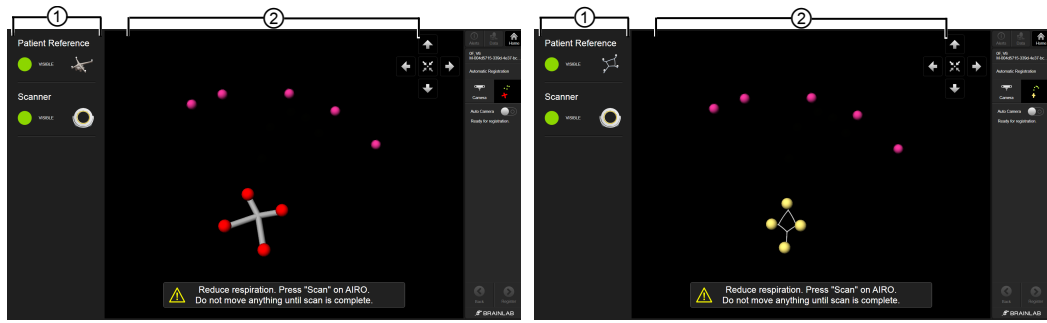 1
2
Patient Reference
VISIBLE
Scanner
VISIBLE
Reduce respiration. Press "Scan" on AIRO.
Do not move anything until scan is complete.
Home
Automatic Registration
Camera
Auto Camera
Ready for registration
Back
Register
BRAINLAB
1
2
Patient Reference
VISIBLE
Scanner
VISIBLE
Reduce respiration. Press "Scan" on AIRO.
Do not move anything until scan is complete.
Home
Automatic Registration
Camera
Auto Camera
Ready for registration
Back
Register
BRAINLAB